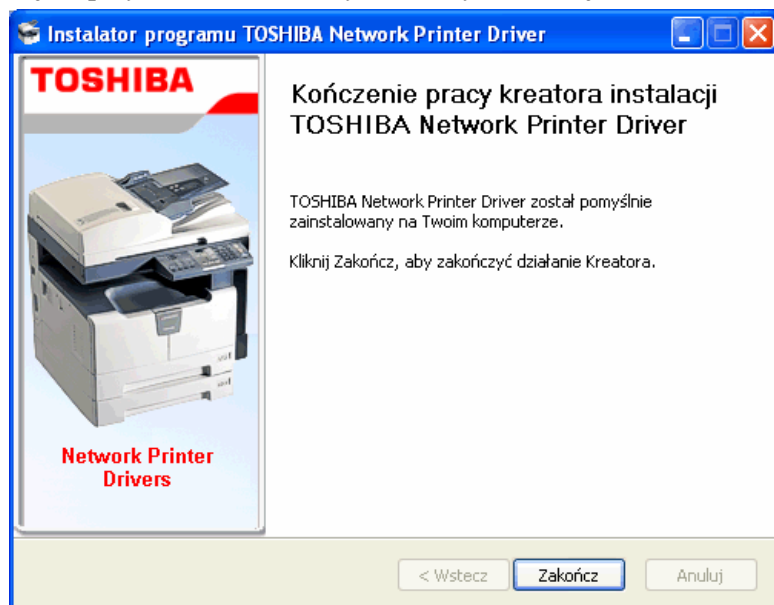 Instalator programu TOSHIBA Network Printer Driver
TOSHIBA
Kończenie pracy kreatora instalacji
TOSHIBA Network Printer Driver
TOSHIBA Network Printer Driver został pomyślnie
zainstalowany na Twoim komputerze.
Kliknij Zakończ, aby zakończyć działanie Kreatora.
Network Printer
Drivers
< Wstecz
Zakończ
Anuluj